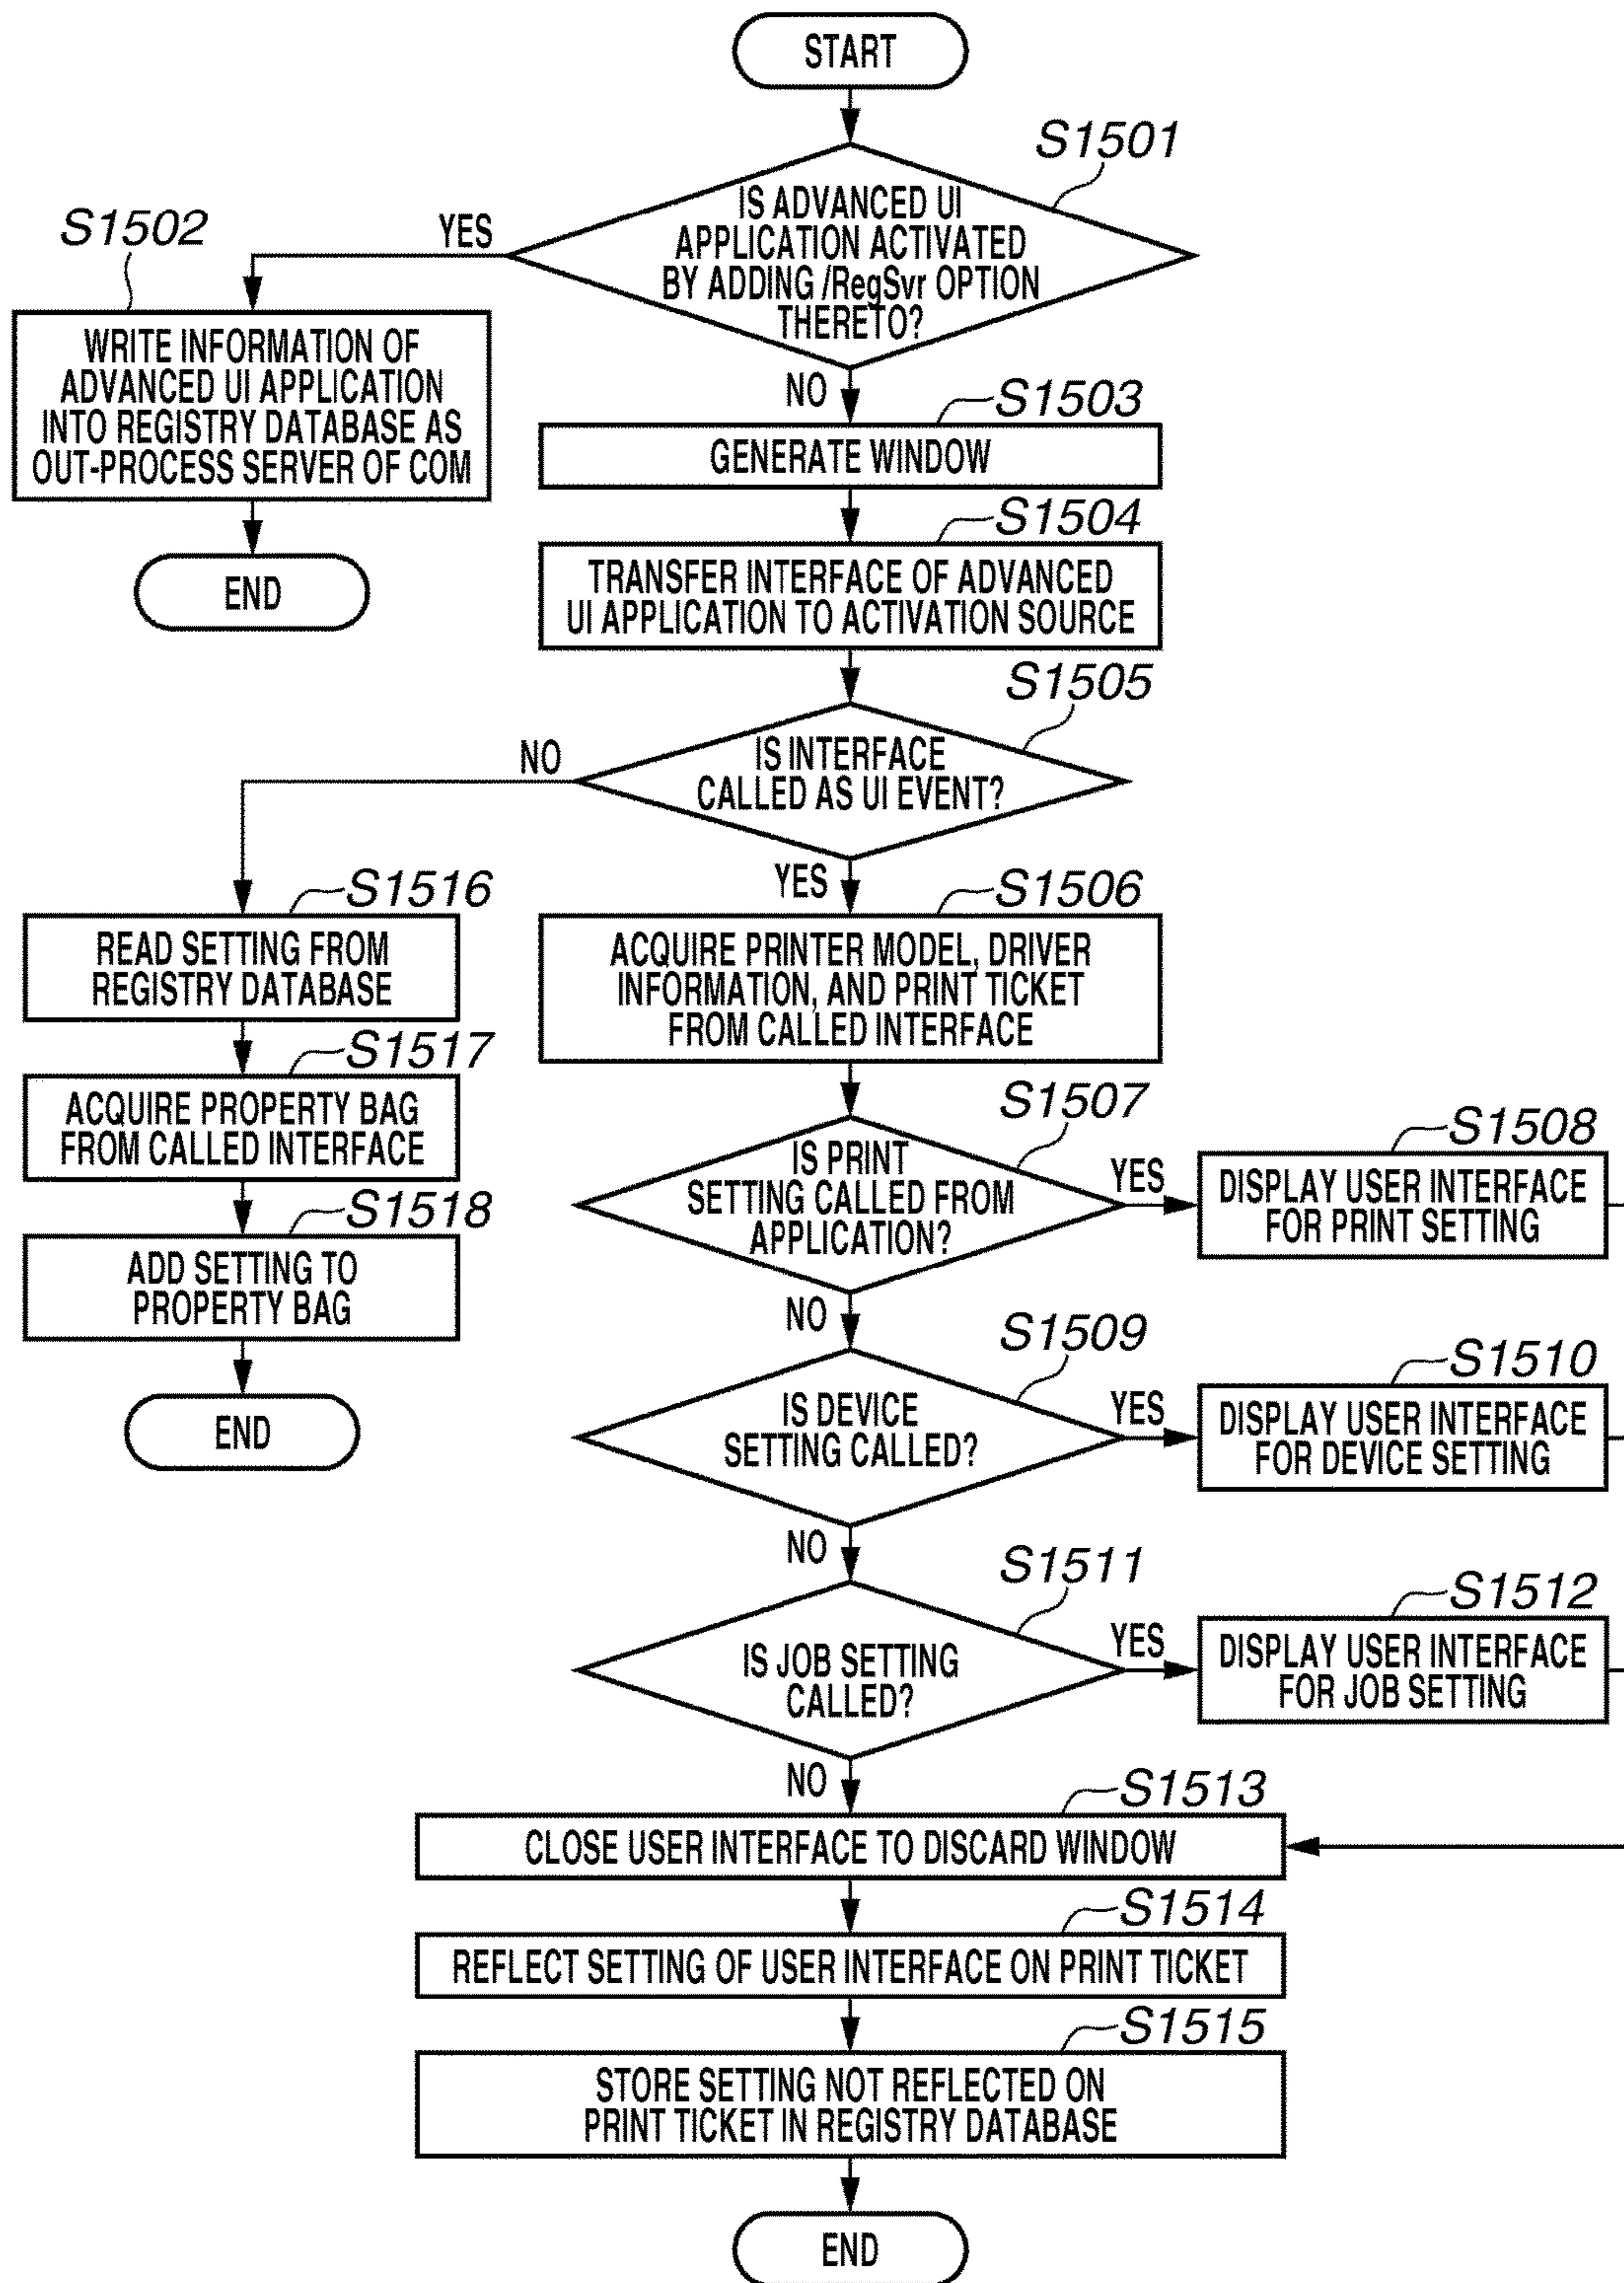 START
S1501
IS ADVANCED UI
APPLICATION ACTIVATED
BY ADDING /RegSvr OPTION
THERETO?
YES
S1502
WRITE INFORMATION OF
ADVANCED UI APPLICATION
INTO REGISTRY DATABASE AS
OUT-PROCESS SERVER OF COM
END
NO
S1503
GENERATE WINDOW
S1504
TRANSFER INTERFACE OF ADVANCED
UI APPLICATION TO ACTIVATION SOURCE
S1505
IS INTERFACE
CALLED AS UI EVENT?
NO
S1516
READ SETTING FROM
REGISTRY DATABASE
S1517
ACQUIRE PROPERTY BAG
FROM CALLED INTERFACE
S1518
ADD SETTING TO
PROPERTY BAG
END
YES
S1506
ACQUIRE PRINTER MODEL, DRIVER
INFORMATION, AND PRINT TICKET
FROM CALLED INTERFACE
S1507
IS PRINT
SETTING CALLED FROM
APPLICATION?
YES
S1508
DISPLAY USER INTERFACE
FOR PRINT SETTING
NO
S1509
IS DEVICE
SETTING CALLED?
YES
S1510
DISPLAY USER INTERFACE
FOR DEVICE SETTING
NO
S1511
IS JOB SETTING
CALLED?
YES
S1512
DISPLAY USER INTERFACE
FOR JOB SETTING
NO
S1513
CLOSE USER INTERFACE TO DISCARD WINDOW
S1514
REFLECT SETTING OF USER INTERFACE ON PRINT TICKET
S1515
STORE SETTING NOT REFLECTED ON
PRINT TICKET IN REGISTRY DATABASE
END